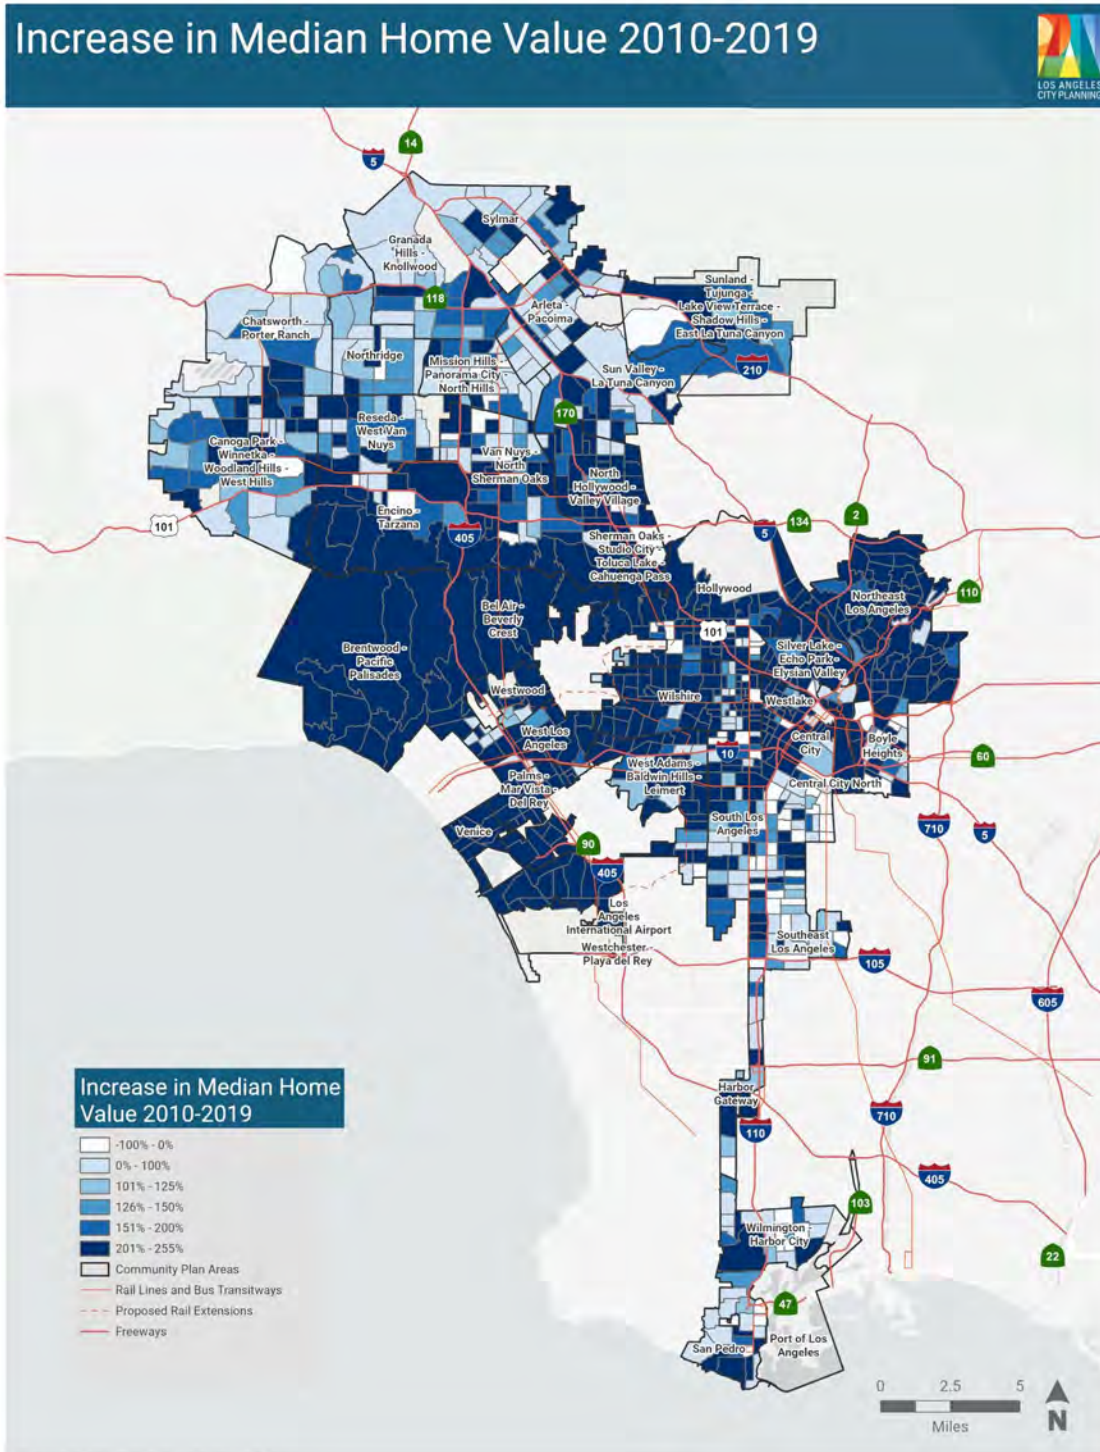 Increase in Median Home Value 2010-2019
LOS ANGELES
CITY PLANNING
14
5
Sylmar
Granada
Hills -
Knollwood
118
Arleta -
Pacoima
Sunland -
Tujunga -
Lake View Terrace -
Shadow Hills -
East La Tuna Canyon
Chatsworth -
Porter Ranch
Northridge
Mission Hills -
Panorama City -
North Hills
Sun Valley -
La Tuna Canyon
210
170
Reseda -
West Van
Nuys
Canoga Park -
Winnetka -
Woodland Hills -
West Hills
Van Nuys -
North
Sherman Oaks
North
Hollywood -
Valley Village
Encino -
Tarzana
101
405
134
5
2
Sherman Oaks -
Studio City -
Toluca Lake -
Cahuenga Pass
Hollywood
Northeast
Los Angeles
110
Bel Air -
Beverly
Crest
101
Brentwood -
Pacific
Palisades
Silver Lake -
Echo Park -
Elysian Valley
Westwood
Wilshire
Westlake
West Los
Angeles
Central
City
Boyle
Heights
10
60
West Adams -
Baldwin Hills -
Leimert
Palms -
Mar Vista -
Del Rey
Central City North
Venice
South Los
Angeles
710
5
90
405
Los
Angeles
International Airport
Westchester -
Playa del Rey
Southeast
Los Angeles
105
605
91
Harbor
Gateway
110
710
405
103
Wilmington -
Harbor City
22
47
San Pedro
Port of Los
Angeles
Increase in Median Home
Value 2010-2019
-100% - 0%
0% - 100%
101% - 125%
126% - 150%
151% - 200%
201% - 255%
Community Plan Areas
Rail Lines and Bus Transitways
Proposed Rail Extensions
Freeways
0 2.5 5
Miles
N